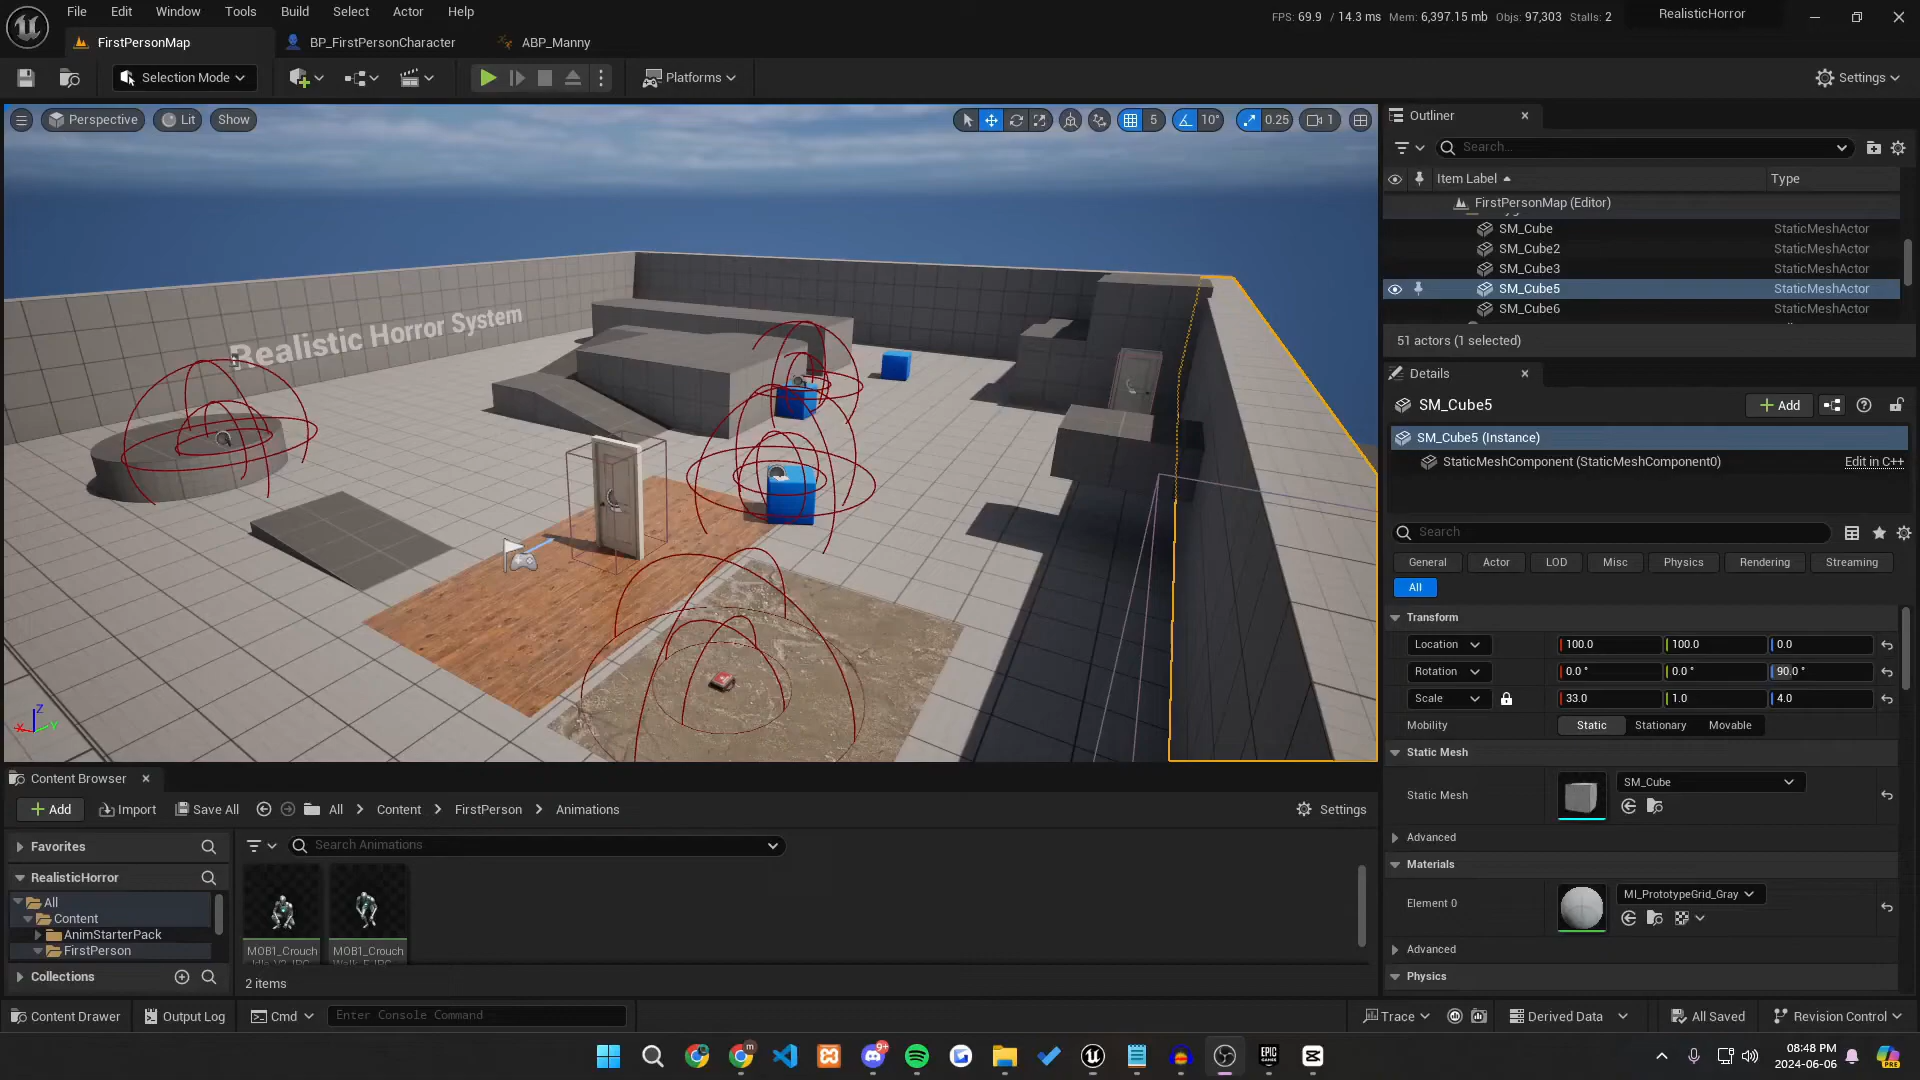 File Edit Window Tools Build Select Actor Help
FPS: 69.9 / 14.3 ms Mem: 6,397.15 mb Objs: 97,303 Stalls: 2
RealisticHorror
FirstPersonMap
BP_FirstPersonCharacter
ABP_Manny
Selection Mode
Platforms
Settings
Perspective
Lit
Show
5
10°
0.25
1
Realistic Horror System
Outliner
Search...
Item Label
Type
FirstPersonMap (Editor)
SM_Cube StaticMeshActor
SM_Cube2 StaticMeshActor
SM_Cube3 StaticMeshActor
SM_Cube5 StaticMeshActor
SM_Cube6 StaticMeshActor
51 actors (1 selected)
Details
SM_Cube5
Add
SM_Cube5 (Instance)
StaticMeshComponent (StaticMeshComponent0)
Edit in C++
Search
General Actor LOD Misc Physics Rendering Streaming
All
Transform
Location 100.0 100.0 0.0
Rotation 0.0° 0.0° 90.0°
Scale 33.0 1.0 4.0
Mobility Static Stationary Movable
Static Mesh
Static Mesh
SM_Cube
Advanced
Materials
Element 0
MI_PrototypeGrid_Gray
Advanced
Physics
Content Browser
Add Import Save All All Content FirstPerson Animations
Settings
Favorites
Search Animations
RealisticHorror
All
Content
AnimStarterPack
FirstPerson
Collections
MOB1_Crouch
MOB1_Crouch
2 items
Content Drawer Output Log Cmd Enter Console Command
Trace Derived Data All Saved Revision Control
9+
m
EPIC GAMES
08:48 PM
2024-06-06
PRE